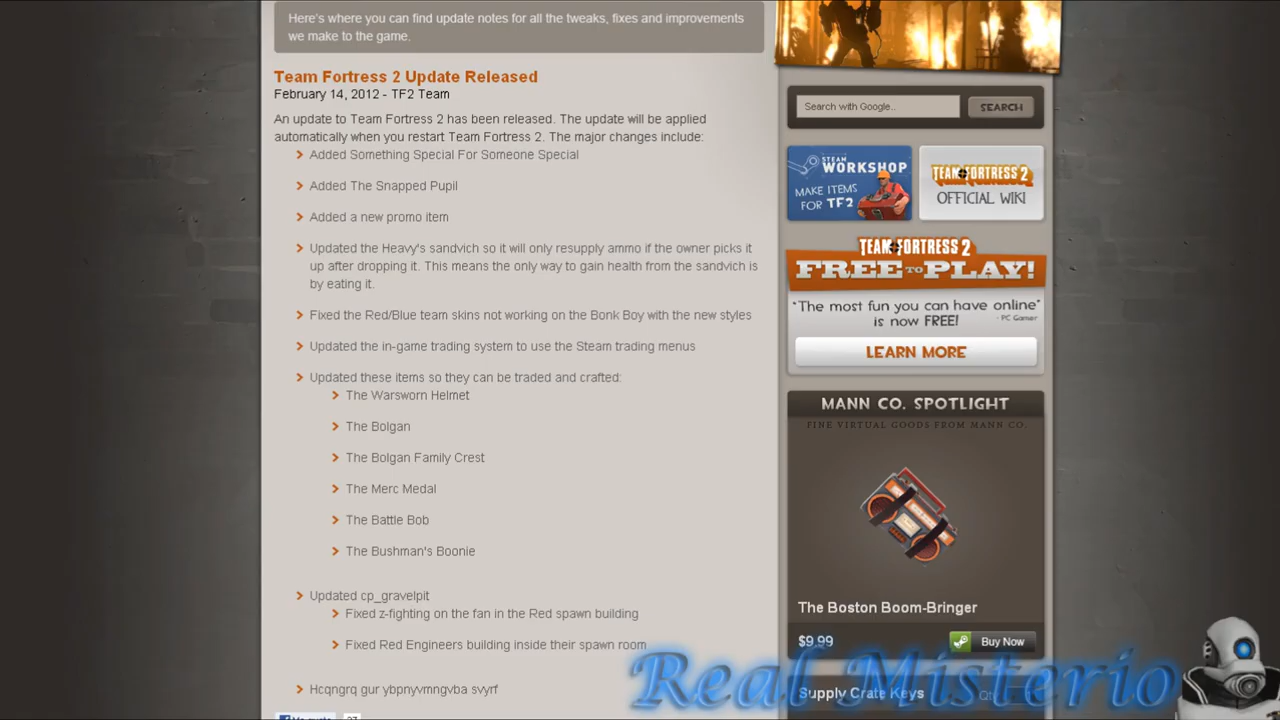 Here's where you can find update notes for all the tweaks, fixes and improvements
we make to the game.
Team Fortress 2 Update Released
February 14, 2012 - TF2 Team
An update to Team Fortress 2 has been released. The update will be applied
automatically when you restart Team Fortress 2. The major changes include:
Added Something Special For Someone Special
Added The Snapped Pupil
Added a new promo item
Updated the Heavy's sandvich so it will only resupply ammo if the owner picks it
up after dropping it. This means the only way to gain health from the sandvich is
by eating it.
Fixed the Red/Blue team skins not working on the Bonk Boy with the new styles
Updated the in-game trading system to use the Steam trading menus
Updated these items so they can be traded and crafted:
The Warsworn Helmet
The Bolgan
The Bolgan Family Crest
The Merc Medal
The Battle Bob
The Bushman's Boonie
Updated cp_gravelpit
Fixed z-fighting on the fan in the Red spawn building
Fixed Red Engineers building inside their spawn room
Hcqngrq gur ybpnyvmngvba svyrf
Search with Google..
SEARCH
STEAM
WORKSHOP
MAKE ITEMS
FOR TF2
TEAM FORTRESS 2
OFFICIAL WIKI
TEAM FORTRESS 2
FREE TO PLAY!
"The most fun you can have online"
is now FREE! - PC Gamer
LEARN MORE
MANN CO. SPOTLIGHT
FINE VIRTUAL GOODS FROM MANN CO.
The Boston Boom-Bringer
$9.99
Buy Now
Supply Crate Keys
Real Misterio